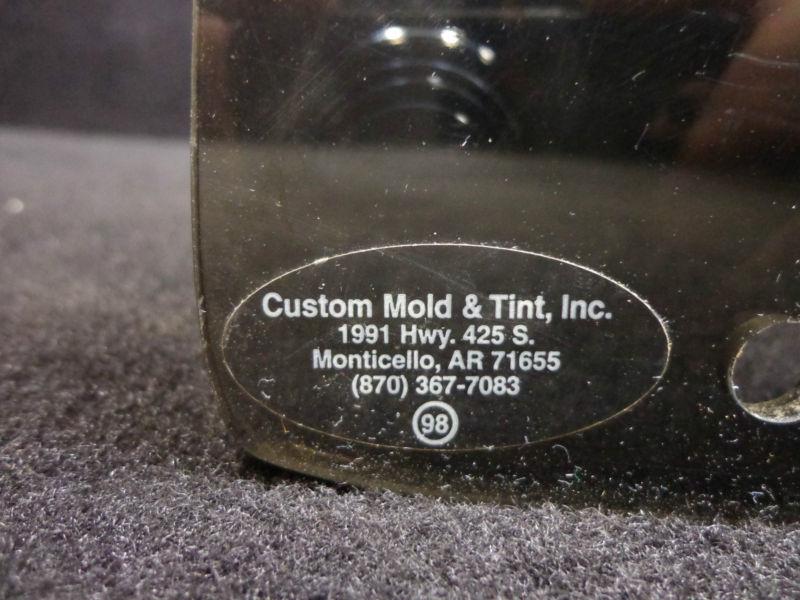 Custom Mold & Tint, Inc.
1991 Hwy. 425 S.
Monticello, AR 71655
(870) 367-7083
98